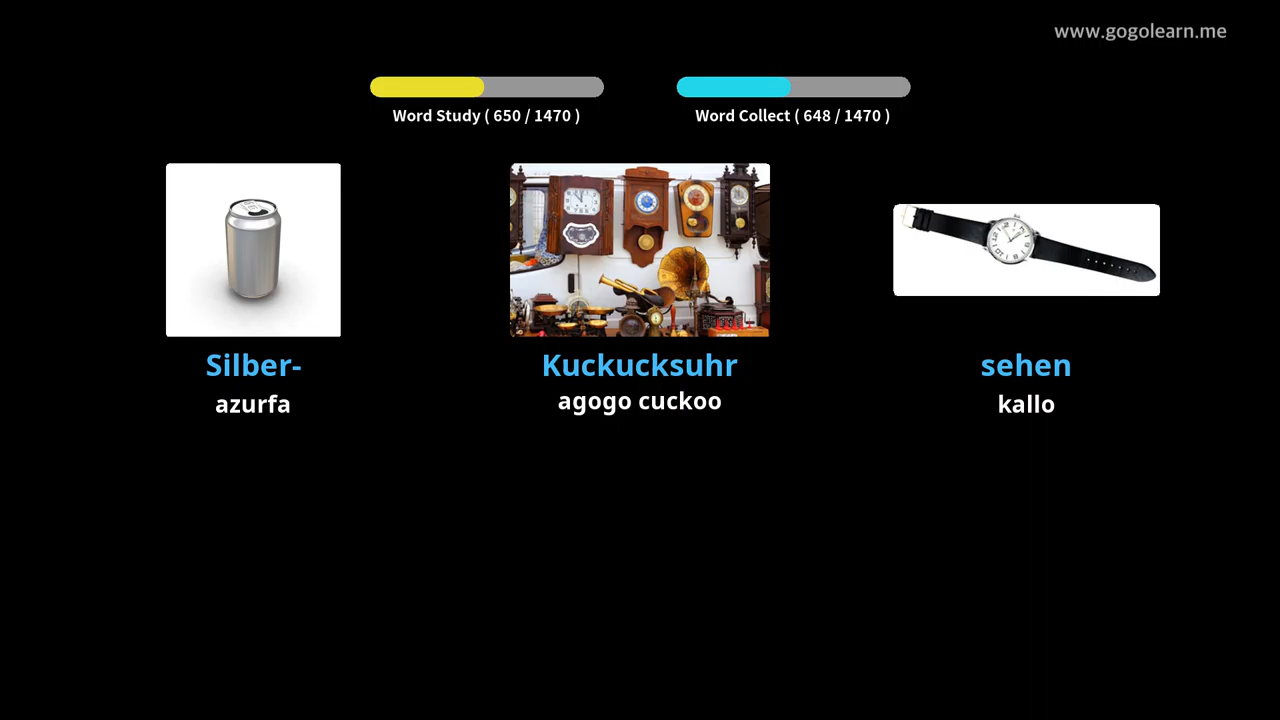 www.gogolearn.me
Word Study ( 650 / 1470 )
Word Collect ( 648 / 1470 )
Silber-
azurfa
Kuckucksuhr
agogo cuckoo
sehen
kallo